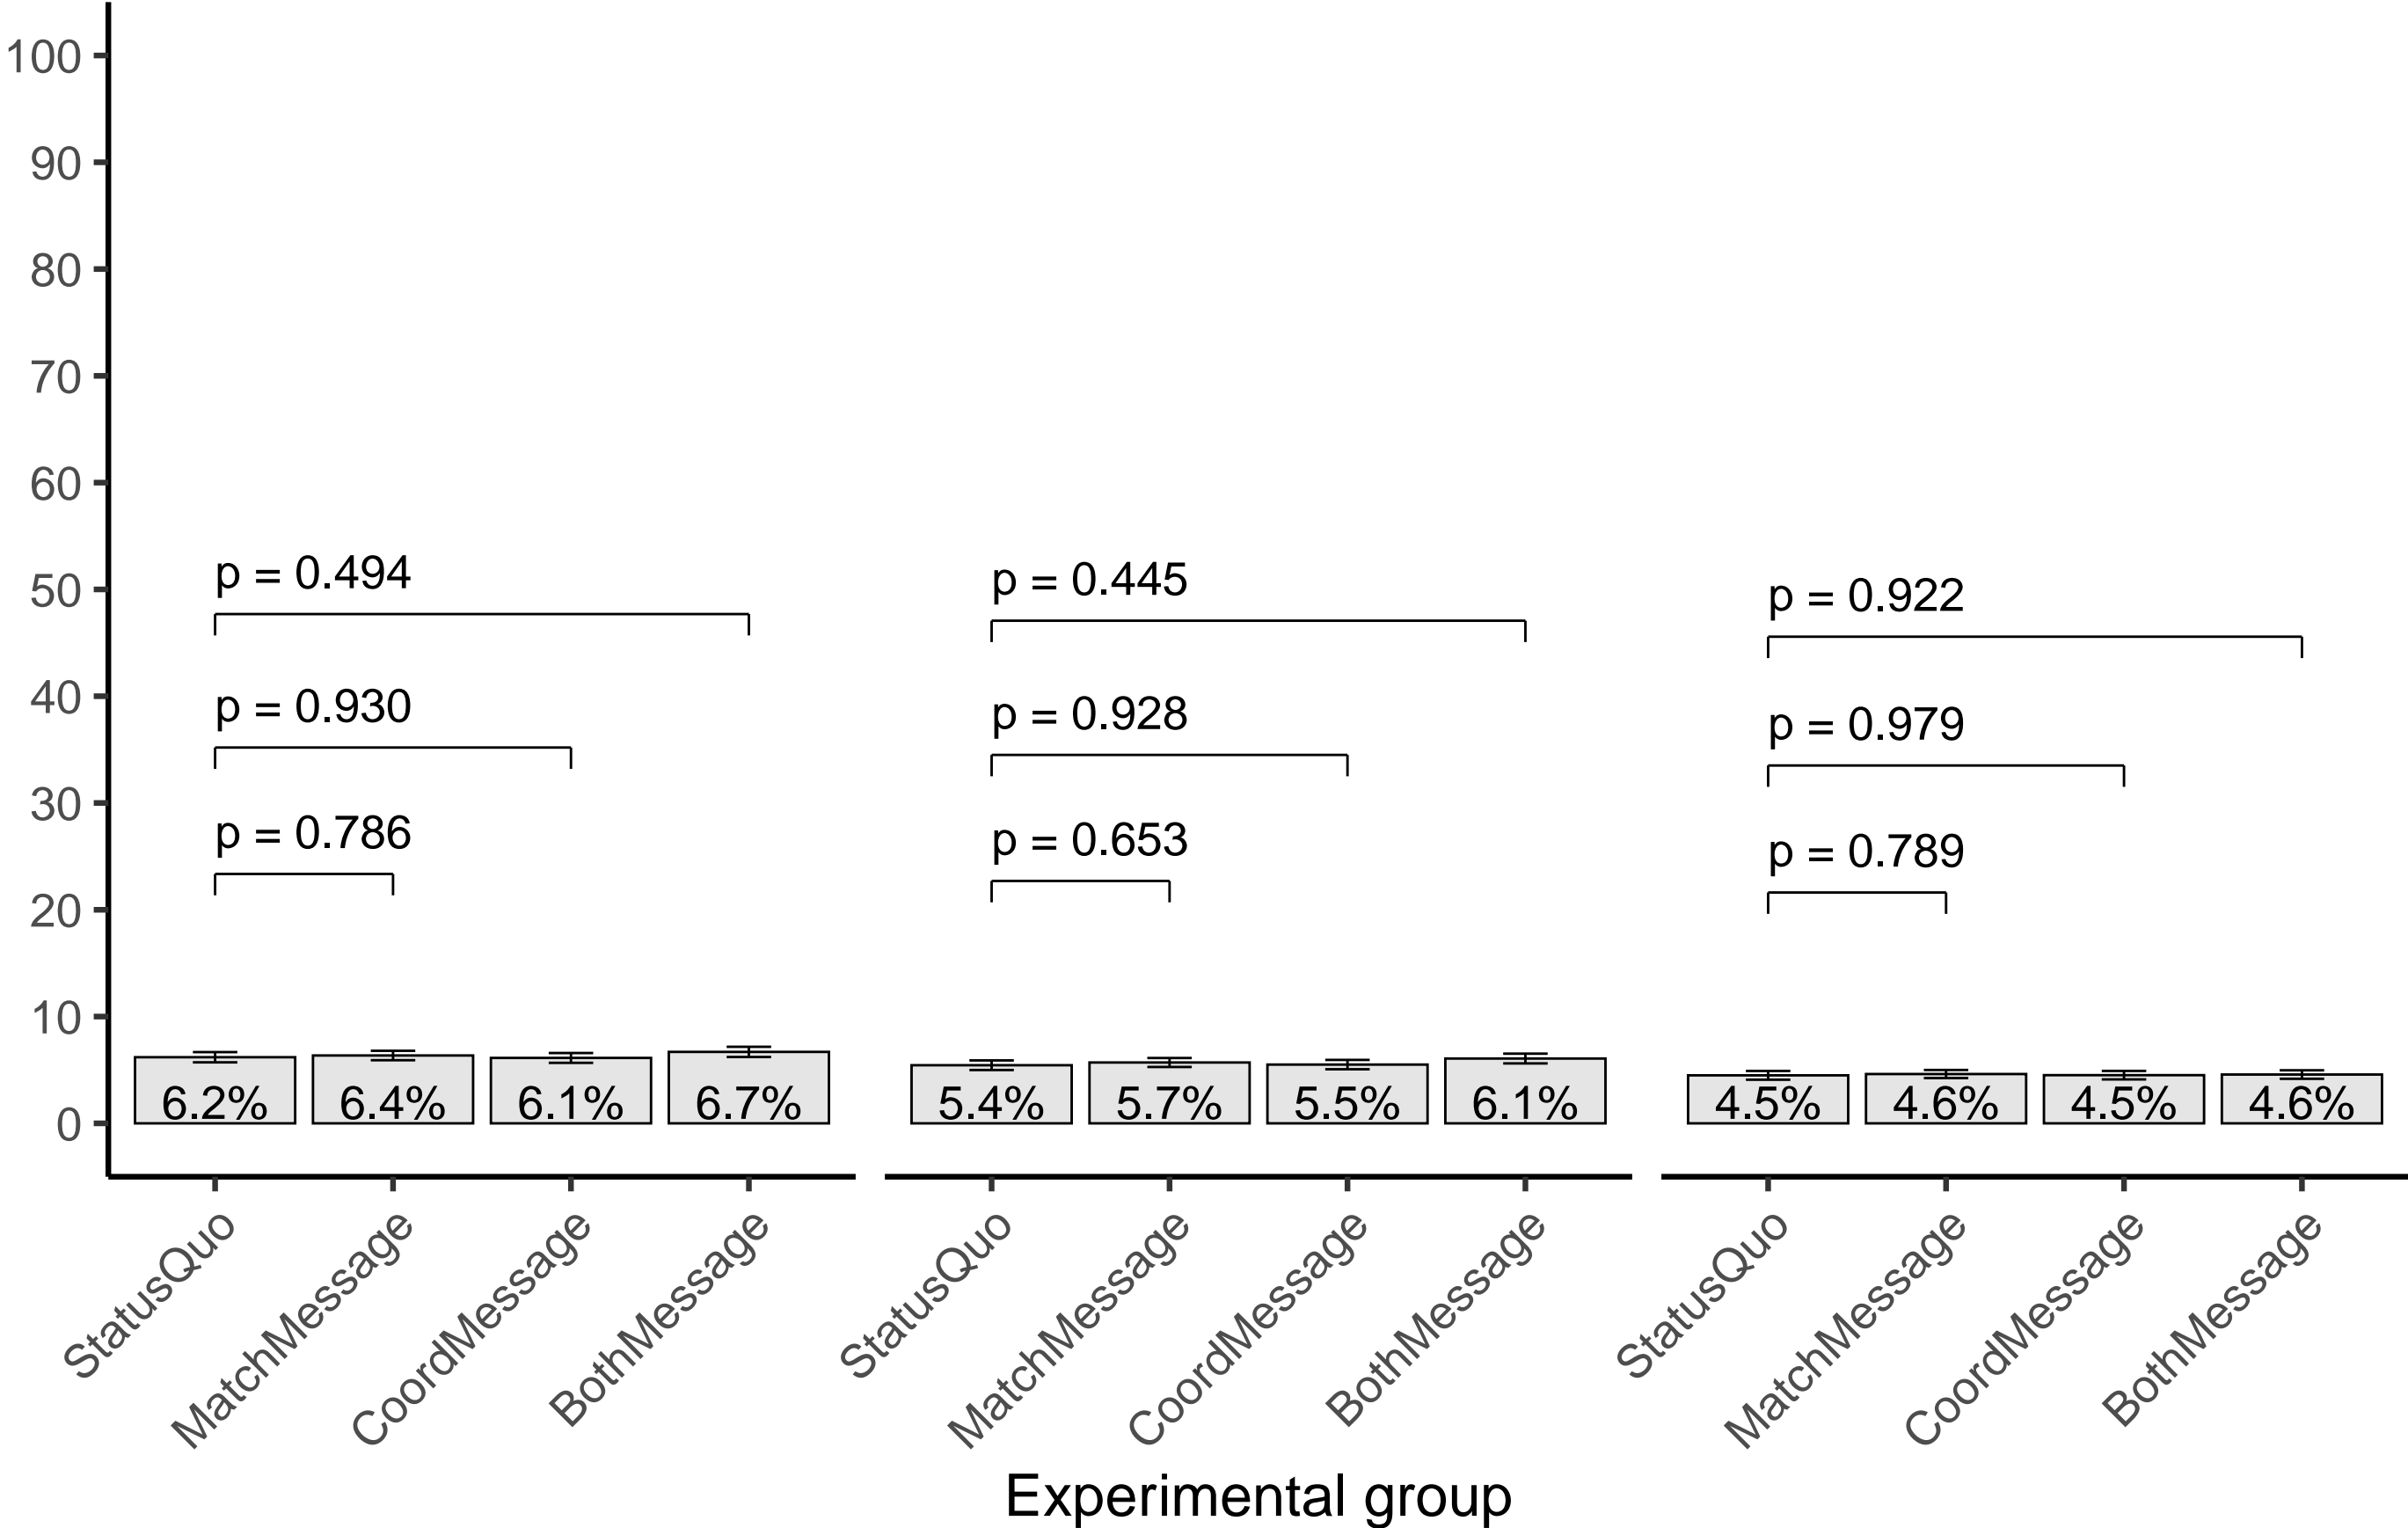 100
90
80
70
60
50
40
30
20
10
0
p = 0.494
p = 0.930
p = 0.786
6.2% 6.4% 6.1% 6.7%
p = 0.445
p = 0.928
p = 0.653
5.4% 5.7% 5.5% 6.1%
p = 0.922
p = 0.979
p = 0.789
4.5% 4.6% 4.5% 4.6%
StatusQuo
MatchMessage
CoordMessage
BothMessage
StatusQuo
MatchMessage
CoordMessage
BothMessage
StatusQuo
MatchMessage
CoordMessage
BothMessage
Experimental group